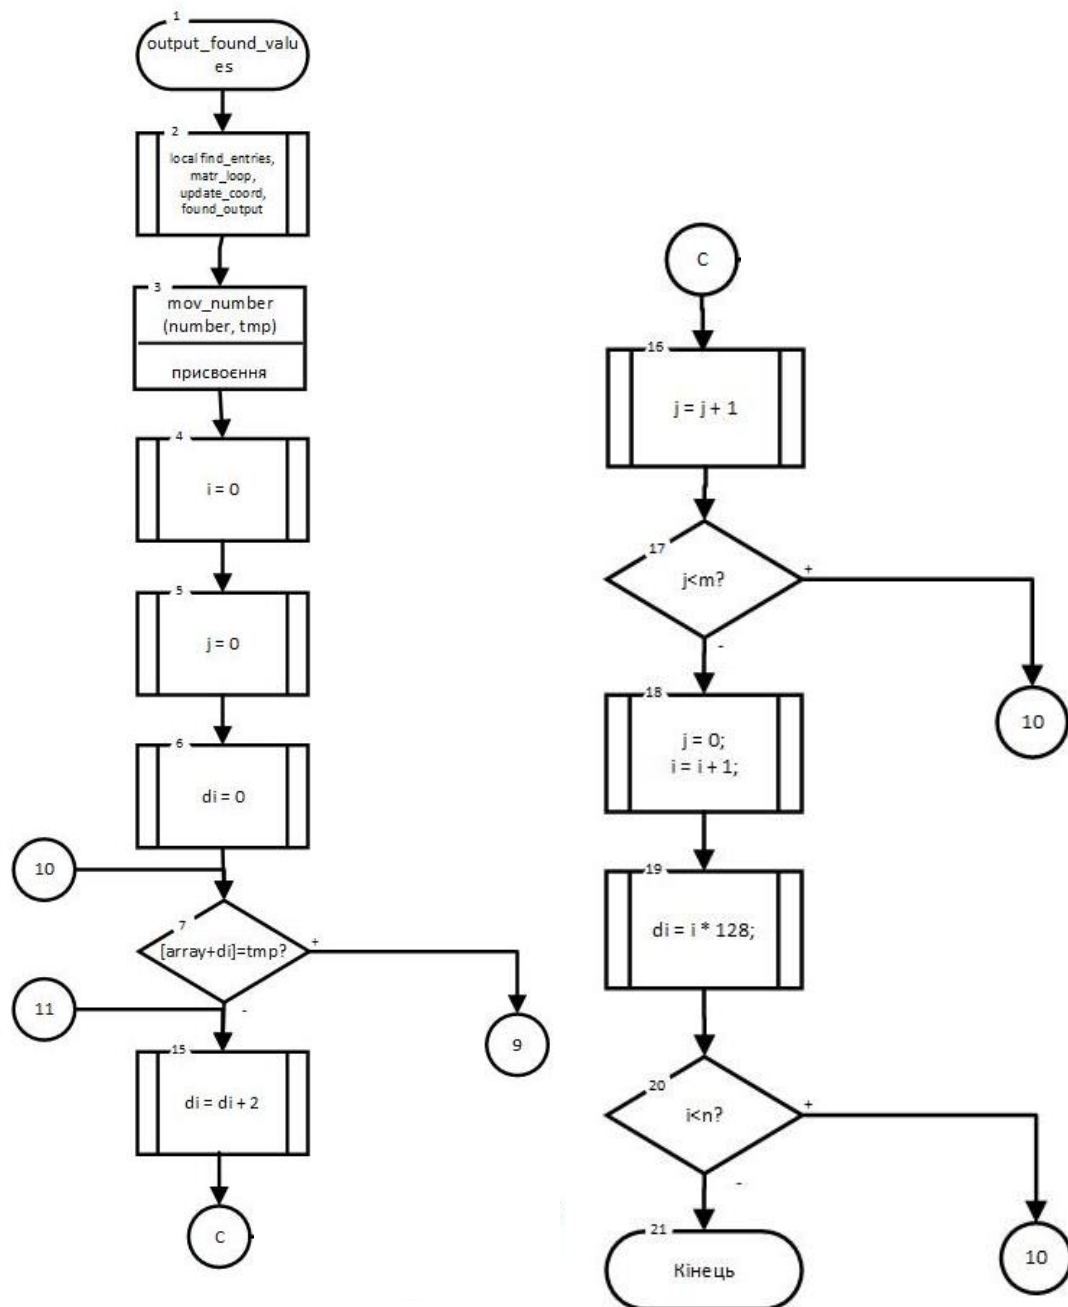 1
output_found_valu
es
2
local find_entries,
matr_loop,
update_coord,
found_output
3
mov_number
(number, tmp)
присвоєння
4
i = 0
5
j = 0
6
di = 0
10
7
[array+di]=tmp?
+
11
-
9
15
di = di + 2
C
C
16
j = j + 1
17
j<m?
+
-
10
18
j = 0;
i = i + 1;
19
di = i * 128;
20
i<n?
+
-
10
21
Кінець